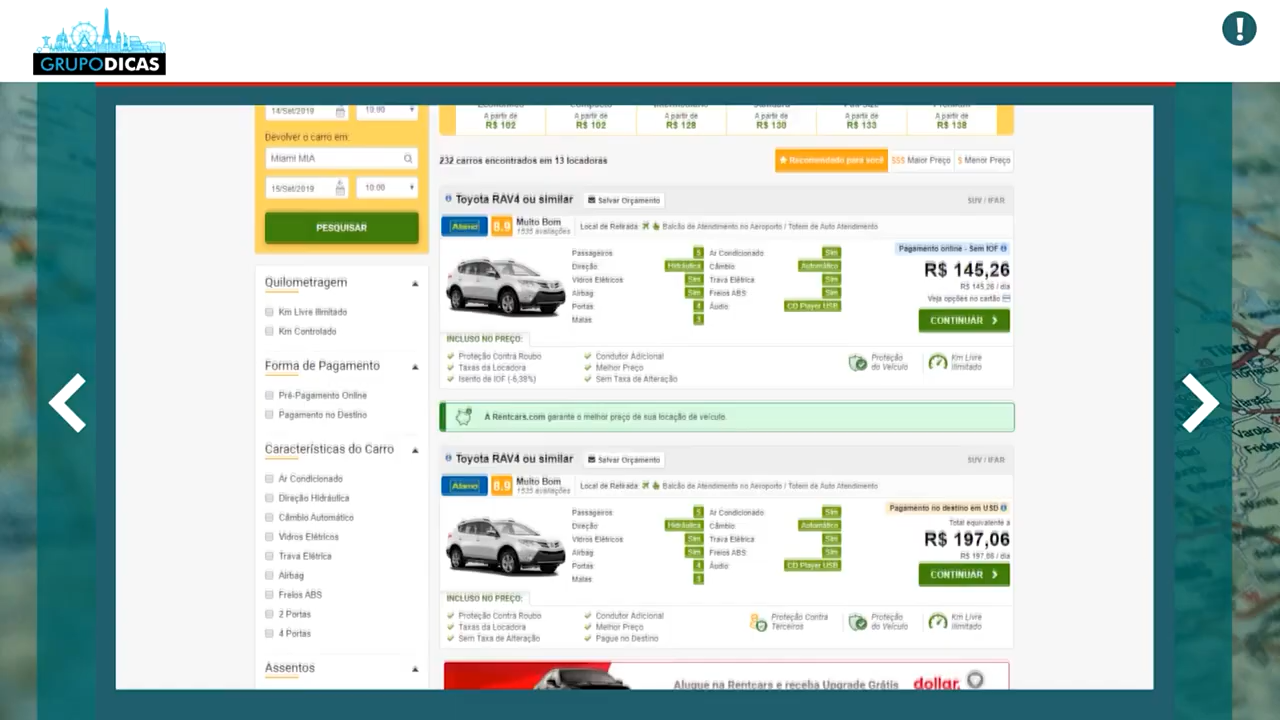 GRUPODICAS
!
14/Set/2019
10:00
Devolver o carro em:
Miami MIA
15/Set/2019
10:00
PESQUISAR
Quilometragem
Km Livre Ilimitado
Km Controlado
Forma de Pagamento
Pré-Pagamento Online
Pagamento no Destino
Características do Carro
Ar Condicionado
Direção Hidráulica
Câmbio Automático
Vidros Elétricos
Trava Elétrica
Airbag
Freios ABS
2 Portas
4 Portas
Assentos
A partir de A partir de A partir de A partir de A partir de A partir de
R$ 102 R$ 102 R$ 128 R$ 130 R$ 133 R$ 138
232 carros encontrados em 13 locadoras
Recomendado para você $$$ Maior Preço $ Menor Preço
Toyota RAV4 ou similar Salvar Orçamento SUV / IFAR
Alamo 8.9 Muito Bom
1535 avaliações
Local de Retirada: Balcão de Atendimento no Aeroporto / Totem de Auto Atendimento
Passageiros 5 Ar Condicionado Sim
Direção Hidráulica Câmbio Automático
Vidros Elétricos Sim Trava Elétrica Sim
Airbag Sim Freios ABS Sim
Portas 4 Áudio CD Player USB
Malas 3
Pagamento online - Sem IOF
R$ 145,26
R$ 145,26 / dia
Veja opções no cartão
CONTINUAR
INCLUSO NO PREÇO:
Proteção Contra Roubo Condutor Adicional
Taxas da Locadora Melhor Preço
Isento de IOF (-6,38%) Sem Taxa de Alteração
Proteção do Veículo
Km Livre Ilimitado
A Rentcars.com garante o melhor preço de sua locação de veículo.
Toyota RAV4 ou similar Salvar Orçamento SUV / IFAR
Alamo 8.9 Muito Bom
1535 avaliações
Local de Retirada: Balcão de Atendimento no Aeroporto / Totem de Auto Atendimento
Passageiros 5 Ar Condicionado Sim
Direção Hidráulica Câmbio Automático
Vidros Elétricos Sim Trava Elétrica Sim
Airbag Sim Freios ABS Sim
Portas 4 Áudio CD Player USB
Malas 3
Pagamento no destino em USD
Total equivalente a
R$ 197,06
R$ 197,06 / dia
CONTINUAR
INCLUSO NO PREÇO:
Proteção Contra Roubo Condutor Adicional
Taxas da Locadora Melhor Preço
Sem Taxa de Alteração Pague no Destino
Proteção Contra Terceiros
Proteção do Veículo
Km Livre Ilimitado
Alugue na Rentcars e receba Upgrade Grátis dollar.